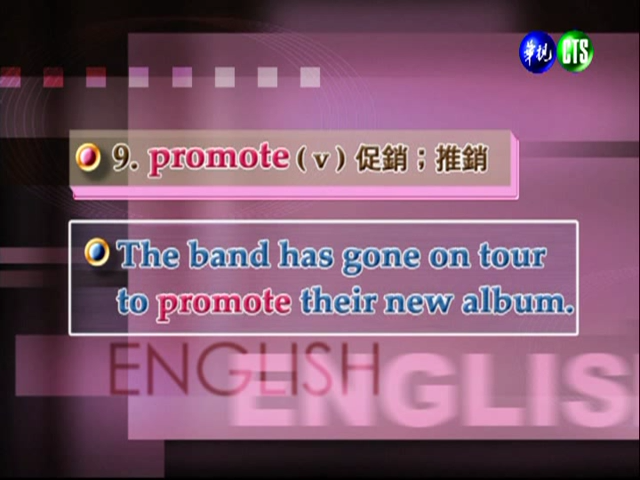 華視 CTS
9. promote (v) 促銷；推銷
The band has gone on tour
to promote their new album.
ENGLISH
ENGLIS